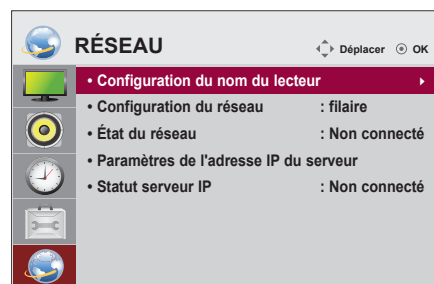 RÉSEAU
Déplacer OK
• Configuration du nom du lecteur
• Configuration du réseau : filaire
• État du réseau : Non connecté
• Paramètres de l'adresse IP du serveur
• Statut serveur IP : Non connecté